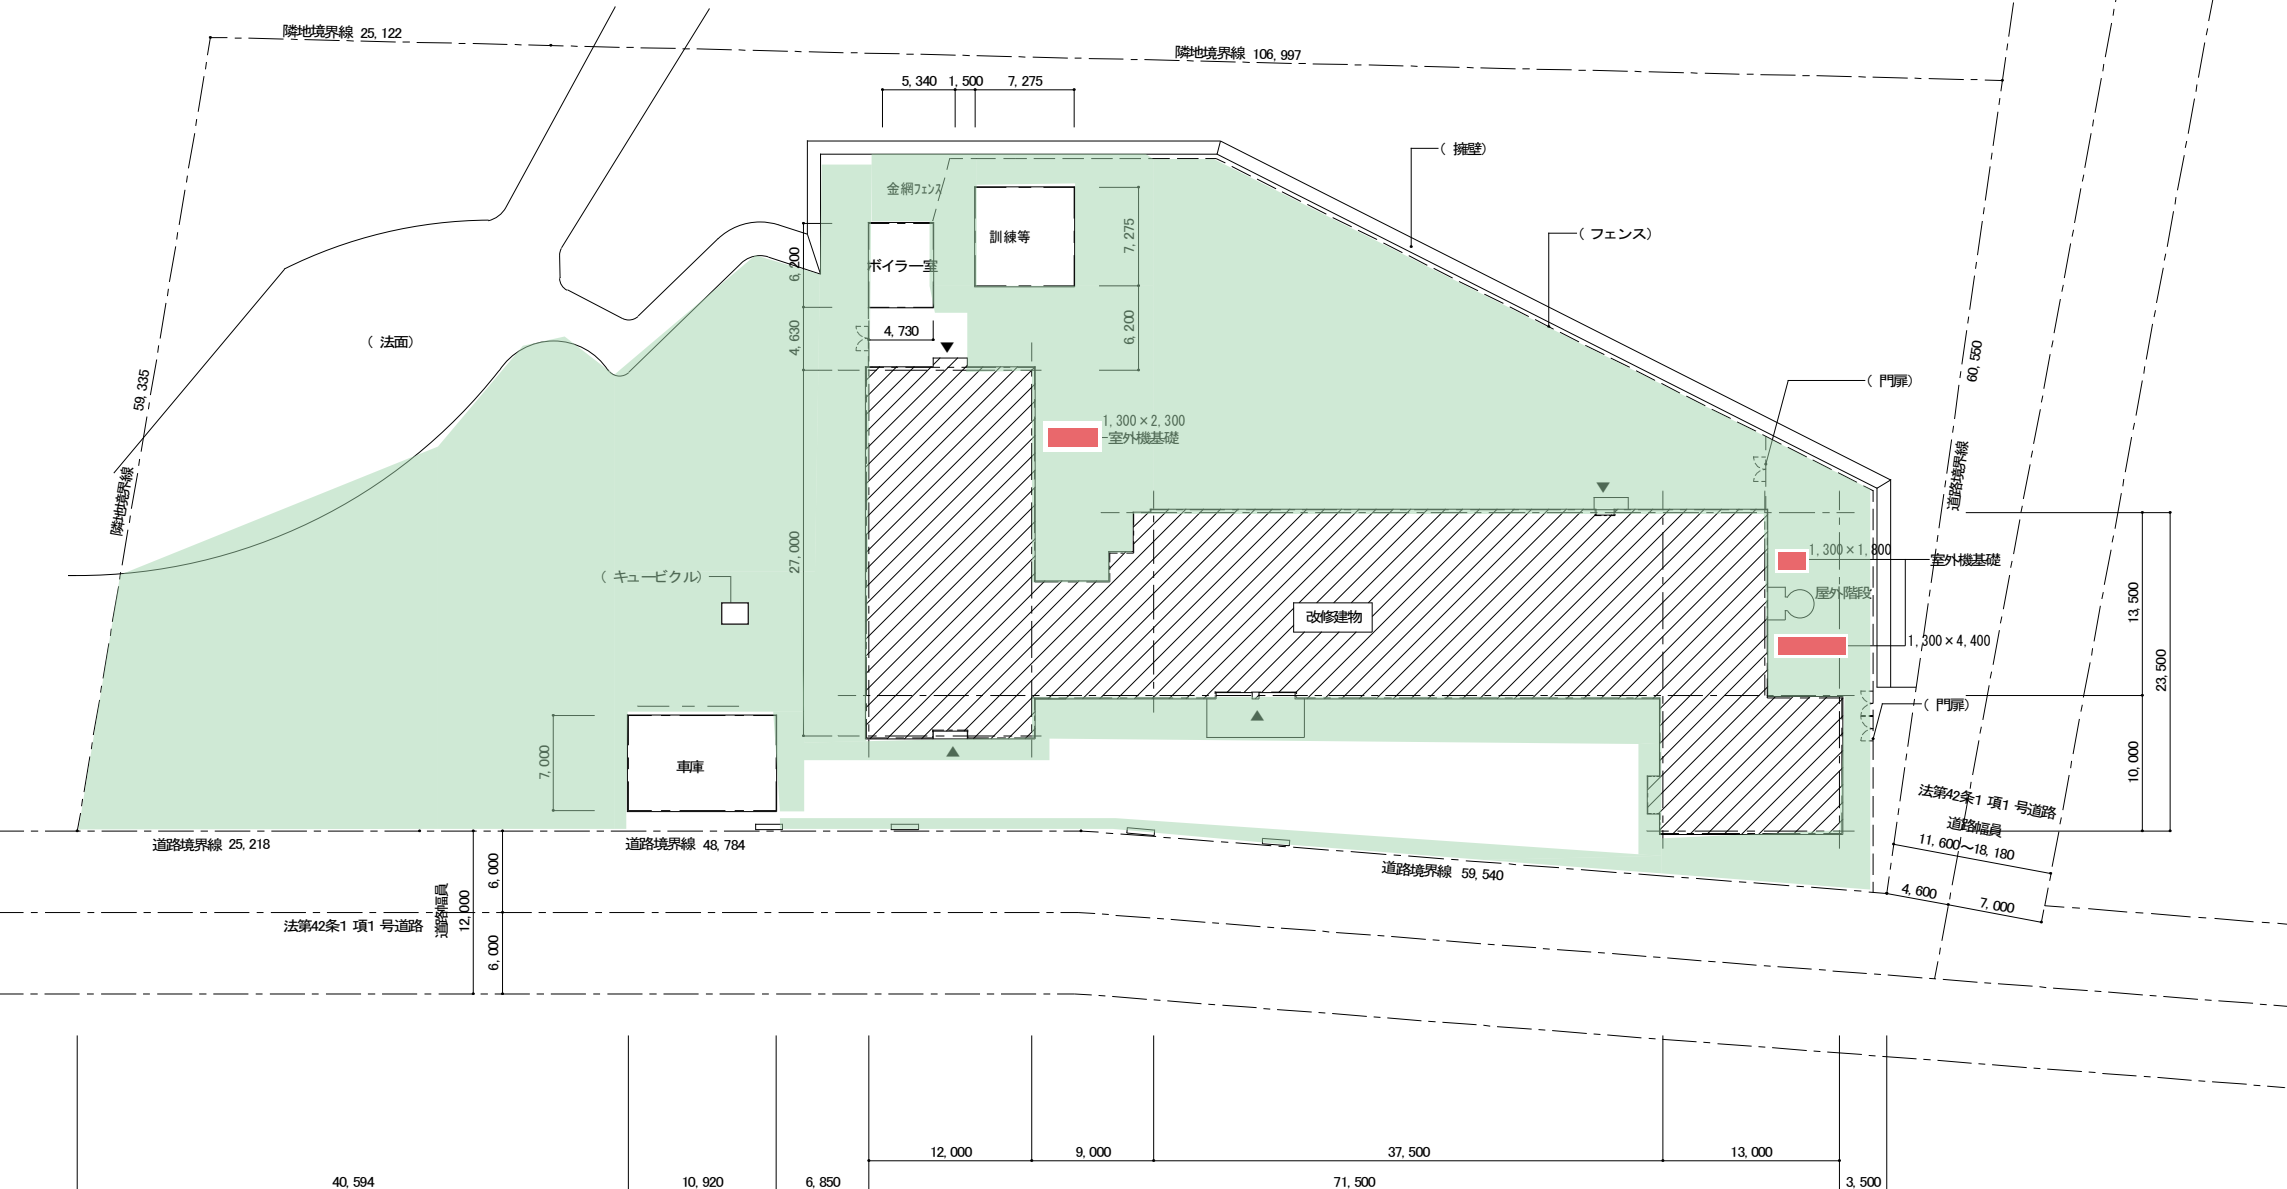 隣地境界線 25,122
隣地境界線 106,997
5,340
1,500
7,275
(擁壁)
金網フェンス
訓練等
7,275
(フェンス)
6,200
ボイラー室
4,630
4,730
6,200
(法面)
59,335
隣地境界線
60,550
道路境界線
(門扉)
1,300×2,300
室外機基礎
27,000
(キュービクル)
改修建物
1,300×1,800
室外機基礎
屋外階段
1,300×4,400
13,500
23,500
10,000
(門扉)
7,000
車庫
法第42条1項1号道路
道路幅員
11,600～18,180
4,600
7,000
道路境界線 25,218
道路境界線 48,784
道路境界線 59,540
6,000
12,000
道路幅員
法第42条1項1号道路
6,000
12,000
9,000
37,500
13,000
40,594
10,920
6,850
71,500
3,500